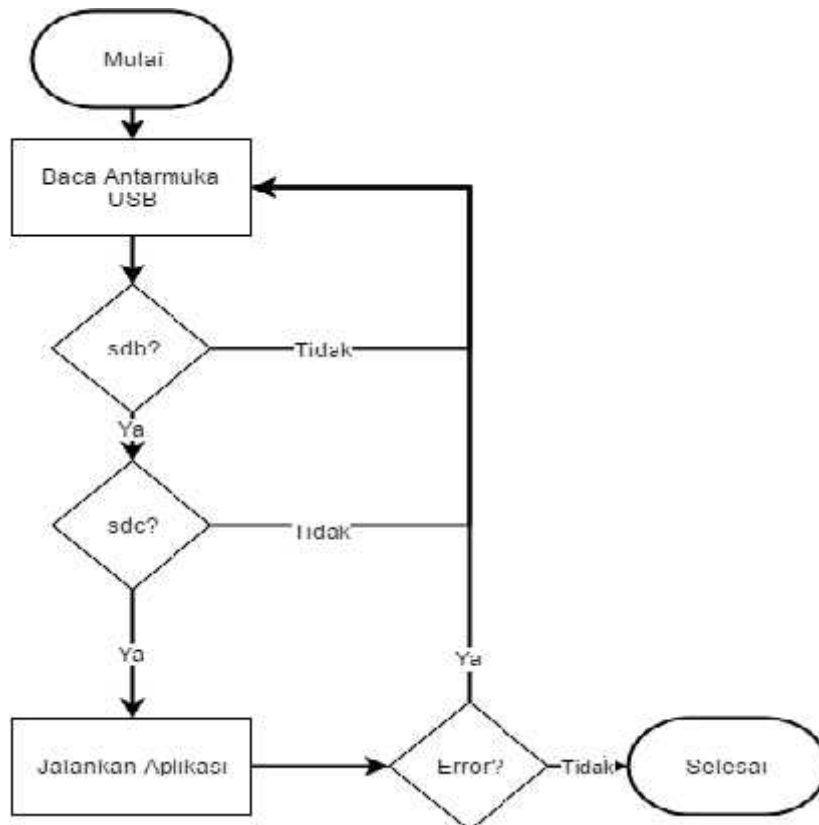 Mulai
Baca Antarmuka
USB
sdb?
Tidak
Ya
sdc?
Tidak
Ya
Ya
Jalankan Aplikasi
Error?
Tidak
Selesai